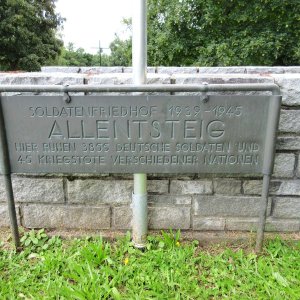 SOLDATENFRIEDHOF 1939-1945
ALLENTSTEIG
HIER RUHEN 3855 DEUTSCHE SOLDATEN UND
45 KRIEGSTOTE VERSCHIEDENER NATIONEN